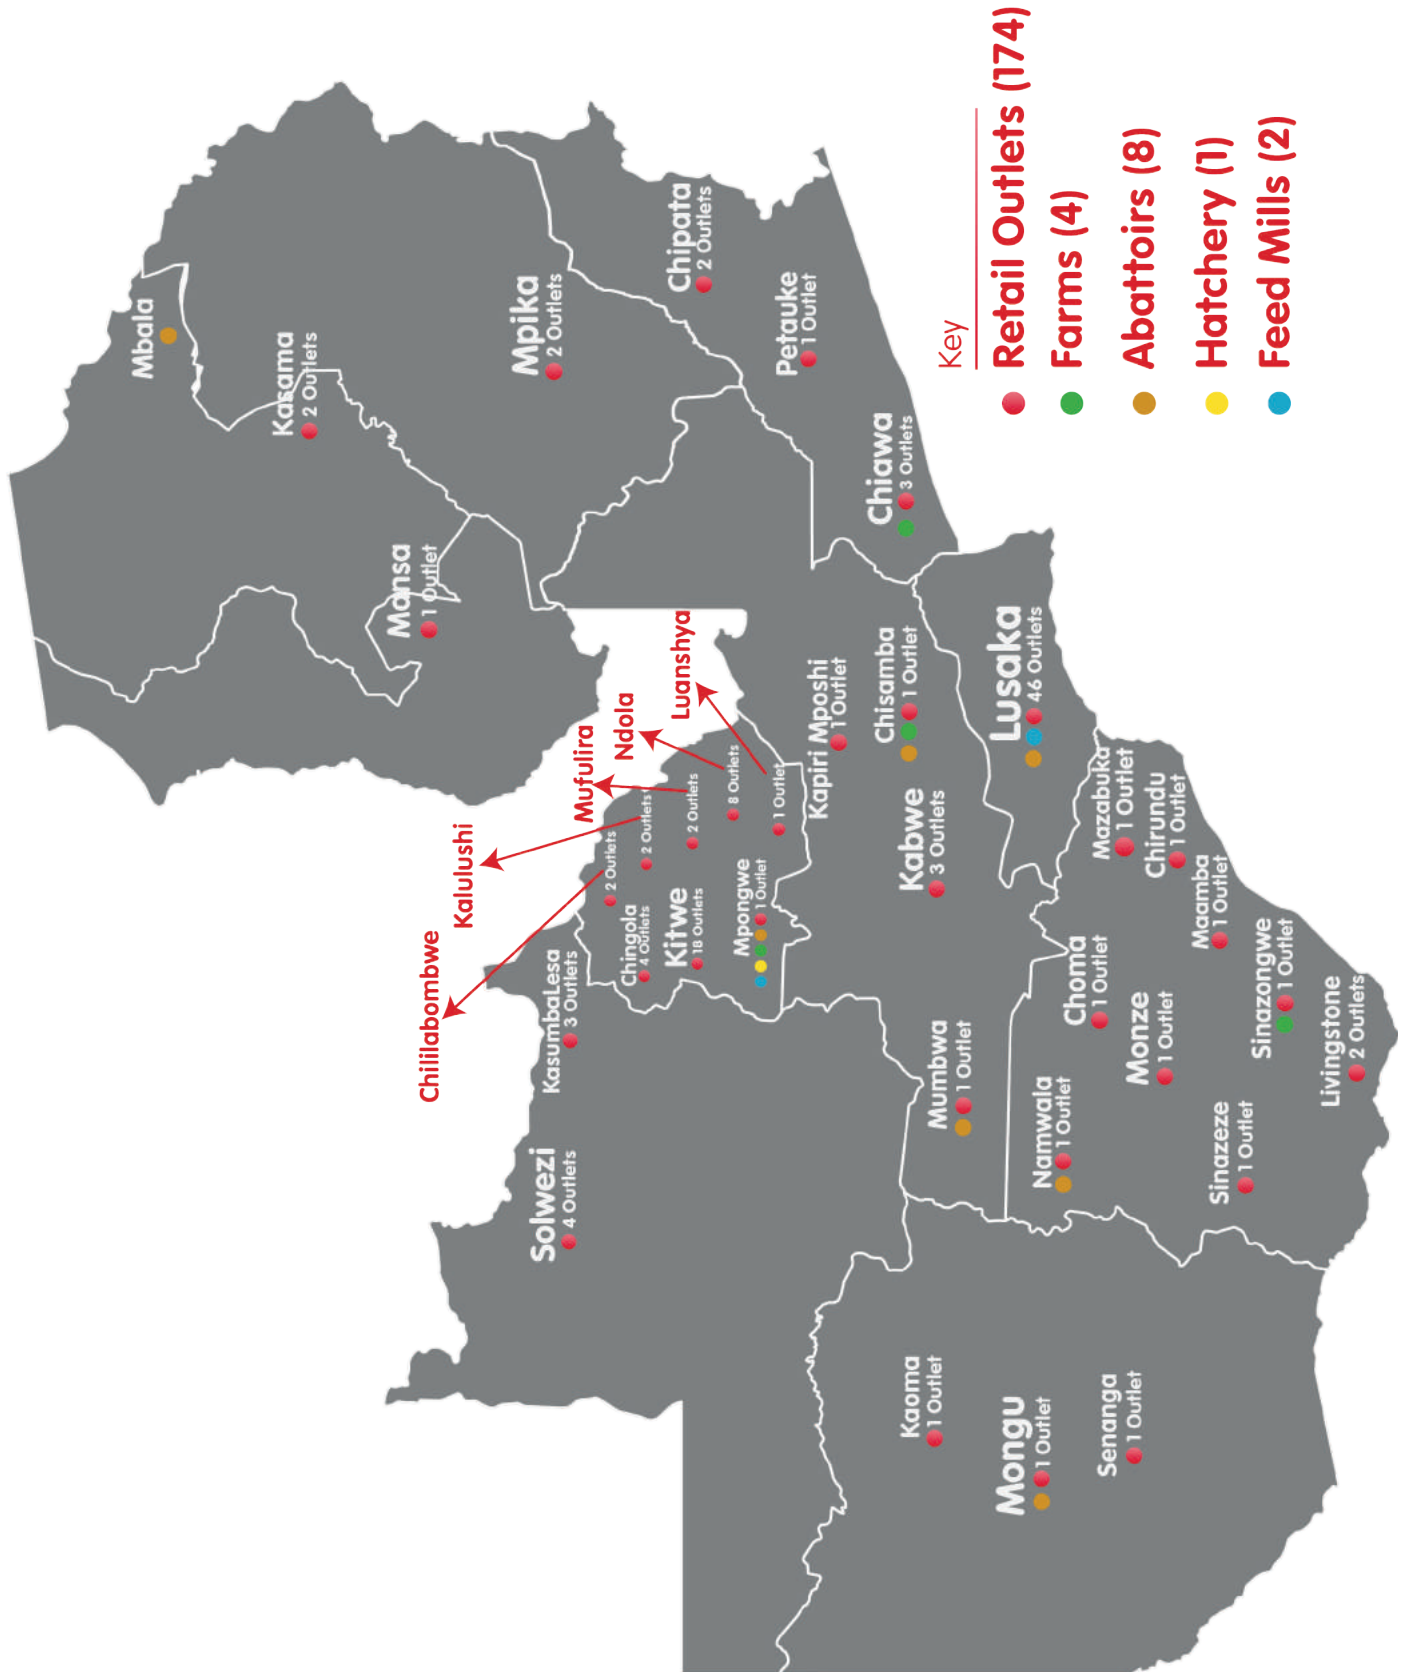 Mbala
Kasama
2 Outlets
Mansa
1 Outlet
Mpika
2 Outlets
Chipata
2 Outlets
Petauke
1 Outlet
Chiawa
3 Outlets
Chililabombwe
2 Outlets
Kalulushi
2 Outlets
Mufulira
2 Outlets
Ndola
8 Outlets
Luanshya
1 Outlet
Solwezi
4 Outlets
KasumbaLesa
3 Outlets
Chingola
4 Outlets
Kitwe
18 Outlets
Mpongwe
1 Outlet
Kapiri Mposhi
1 Outlet
Chisamba
1 Outlet
Kabwe
3 Outlets
Lusaka
46 Outlets
Mumbwa
1 Outlet
Mazabuka
1 Outlet
Chirundu
1 Outlet
Maamba
1 Outlet
Choma
1 Outlet
Monze
1 Outlet
Namwala
1 Outlet
Sinazongwe
1 Outlet
Sinazeze
1 Outlet
Livingstone
2 Outlets
Kaoma
1 Outlet
Mongu
1 Outlet
Senanga
1 Outlet
Key
Retail Outlets (174)
Farms (4)
Abattoirs (8)
Hatchery (1)
Feed Mills (2)